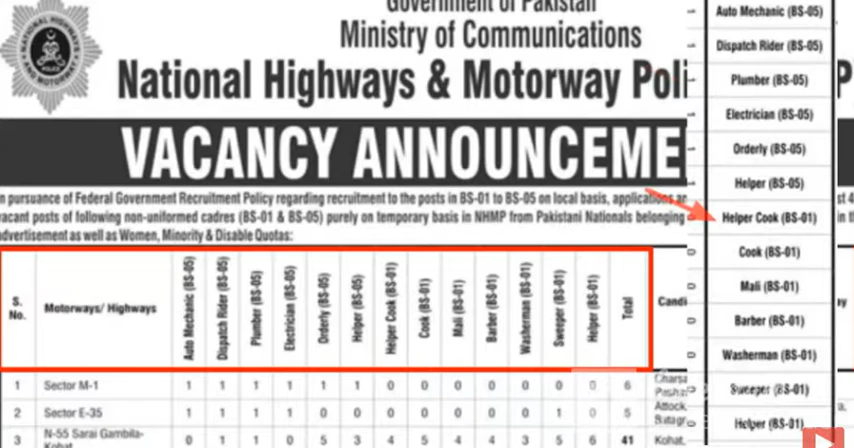 Government of Pakistan
Ministry of Communications
National Highways & Motorway Poli
VACANCY ANNOUNCEME
n pursuance of Federal Government Recruitment Policy regarding recruitment to the posts in BS-01 to BS-05 on local basis, applications
vacant posts of following non-uniformed cadres (BS-01 & BS-05) purely on temporary basis in NHMP from Pakistani Nationals belonging
advertisement as well as Women, Minority & Disable Quotas:
S. No. Motorways/ Highways Auto Mechanic (BS-05) Dispatch Rider (BS-05) Plumber (BS-05) Electrician (BS-05) Orderly (BS-05) Helper (BS-05) Helper Cook (BS-01) Cook (BS-01) Mali (BS-01) Barber (BS-01) Washerman (BS-01) Sweeper (BS-01) Helper (BS-01) Total Candi
1 Sector M-1 1 1 1 1 1 1 0 0 0 0 0 0 0 6
2 Sector E-35 1 1 1 1 0 0 0 0 0 0 0 1 0 5 Attock,
3 N-55 Sarai Gambila- 0 1 1 0 5 3 4 5 4 4 3 5 6 41 Kohat,
Auto Mechanic (BS-05)
Dispatch Rider (BS-05)
Plumber (BS-05)
Electrician (BS-05)
Orderly (BS-05)
Helper (BS-05)
Helper Cook (BS-01)
Cook (BS-01)
Mali (BS-01)
Barber (BS-01)
Washerman (BS-01)
Sweeper (BS-01)
Helper (BS-01)